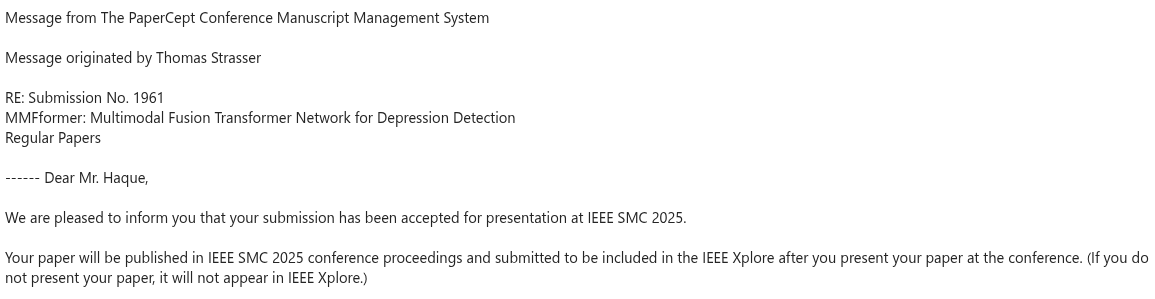 Message from The PaperCept Conference Manuscript Management System
Message originated by Thomas Strasser
RE: Submission No. 1961
MMFformer: Multimodal Fusion Transformer Network for Depression Detection
Regular Papers
------ Dear Mr. Haque,
We are pleased to inform you that your submission has been accepted for presentation at IEEE SMC 2025.
Your paper will be published in IEEE SMC 2025 conference proceedings and submitted to be included in the IEEE Xplore after you present your paper at the conference. (If you do
not present your paper, it will not appear in IEEE Xplore.)